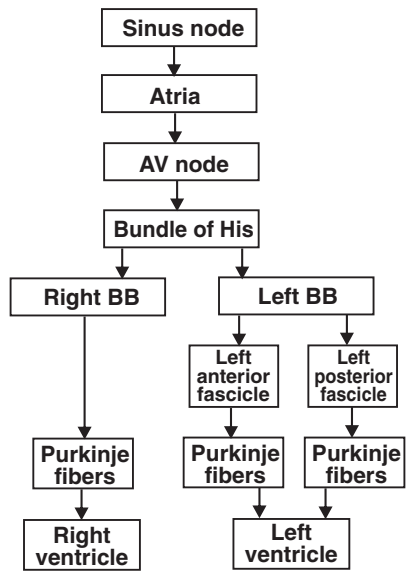 Sinus node
Atria
AV node
Bundle of His
Right BB
Left BB
Left
anterior
fascicle
Left
posterior
fascicle
Purkinje
fibers
Purkinje
fibers
Purkinje
fibers
Right
ventricle
Left
ventricle